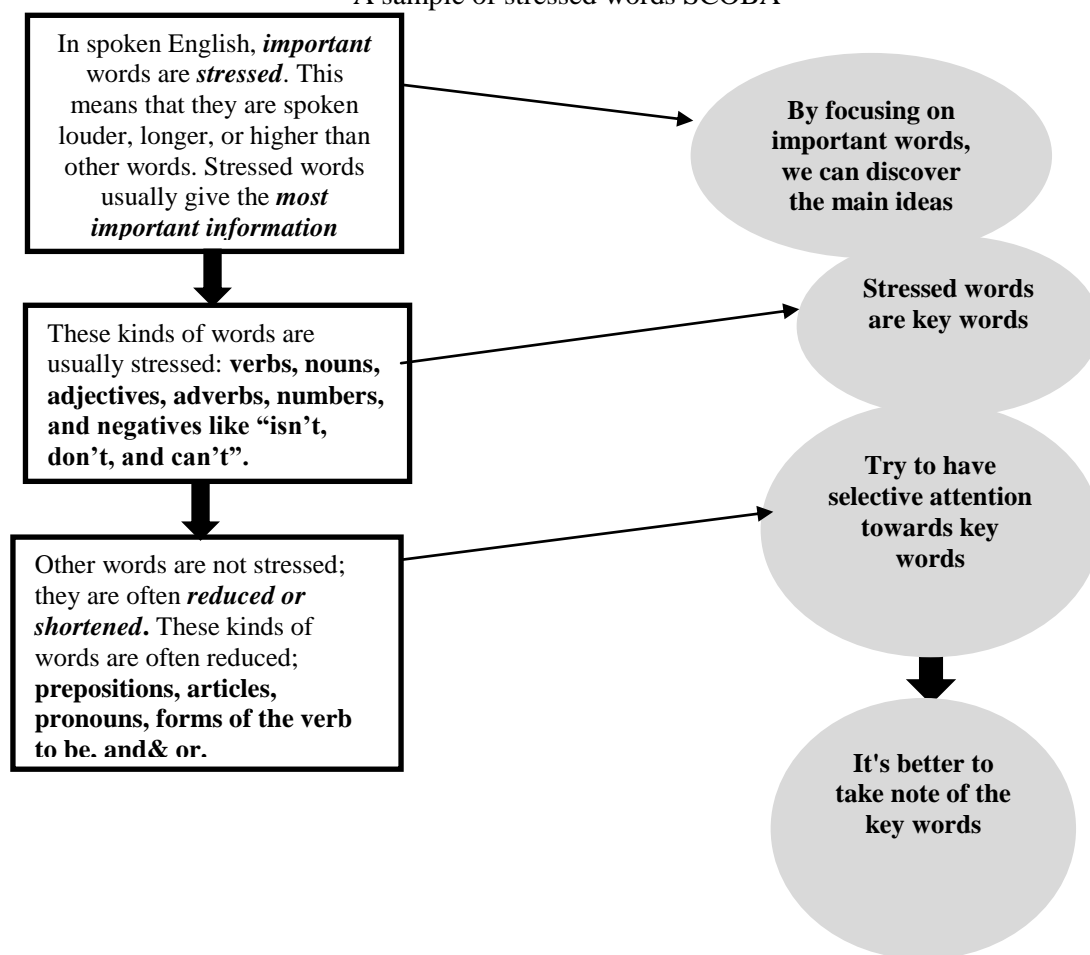 A sample of stressed words SCOBA
In spoken English, important
words are stressed. This
means that they are spoken
louder, longer, or higher than
other words. Stressed words
usually give the most
important information
By focusing on
important words,
we can discover
the main ideas
These kinds of words are
usually stressed: verbs, nouns,
adjectives, adverbs, numbers,
and negatives like “isn’t,
don’t, and can’t”.
Stressed words
are key words
Other words are not stressed;
they are often reduced or
shortened. These kinds of
words are often reduced;
prepositions, articles,
pronouns, forms of the verb
to be, and& or.
Try to have
selective attention
towards key
words
It's better to
take note of the
key words